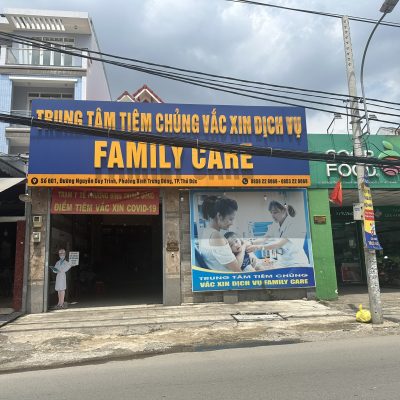 TRUNG TÂM TIÊM CHỦNG VẮC XIN DỊCH VỤ
FAMILY CARE
Số 601, Đường Nguyễn Duy Trinh, Phường Bình Trưng Đông, TP. Thủ Đức
FOOD
ĐIỂM TIÊM VẮC XIN COVID-19
TRUNG TÂM TIÊM CHỦNG
VẮC XIN DỊCH VỤ FAMILY CARE